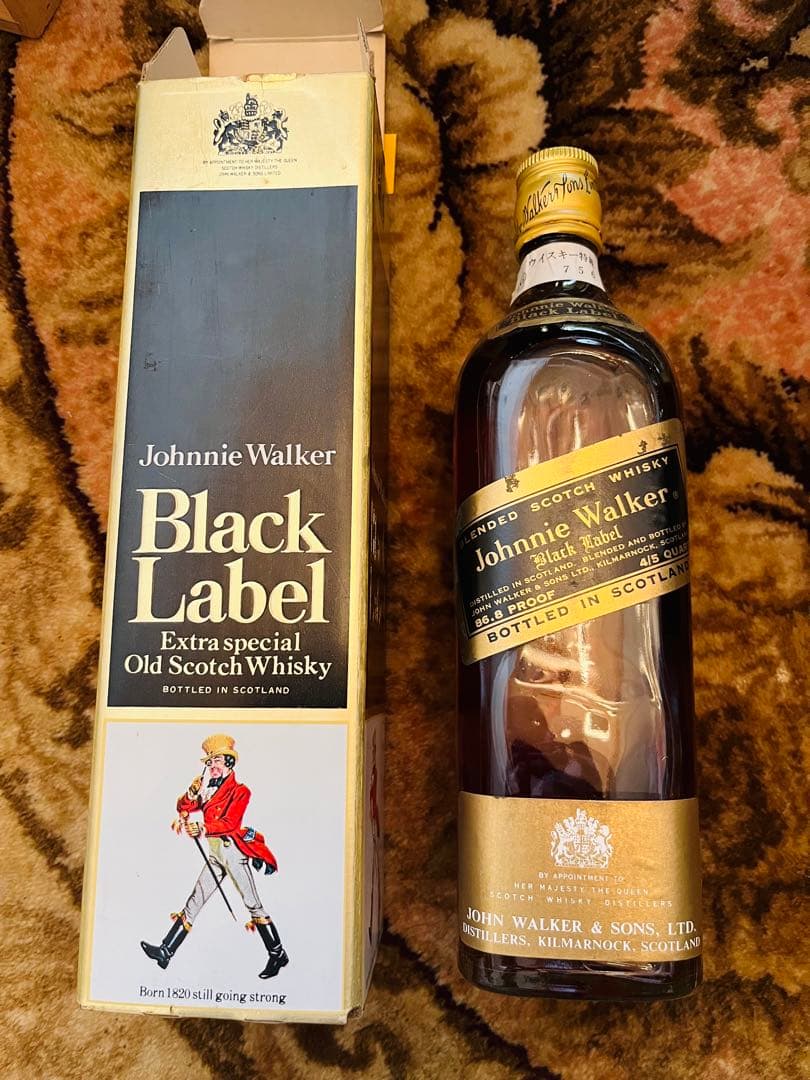 BY APPOINTMENT TO HER MAJESTY THE QUEEN
SCOTCH WHISKY DISTILLERS
JOHN WALKER & SONS LIMITED
Johnnie Walker
Black
Label
Extra special
Old Scotch Whisky
BOTTLED IN SCOTLAND
Born 1820 still going strong
Walker & Sons
ウイスキー特級
756
Johnnie Walker
Black Label
BLENDED SCOTCH WHISKY
Johnnie Walker
Black Label
DISTILLED IN SCOTLAND, BLENDED AND BOTTLED BY
JOHN WALKER & SONS LTD., KILMARNOCK, SCOTLAND
86.8 PROOF 4/5 QUART
BOTTLED IN SCOTLAND
BY APPOINTMENT TO
HER MAJESTY THE QUEEN
SCOTCH WHISKY DISTILLERS
JOHN WALKER & SONS, LTD.
DISTILLERS, KILMARNOCK, SCOTLAND